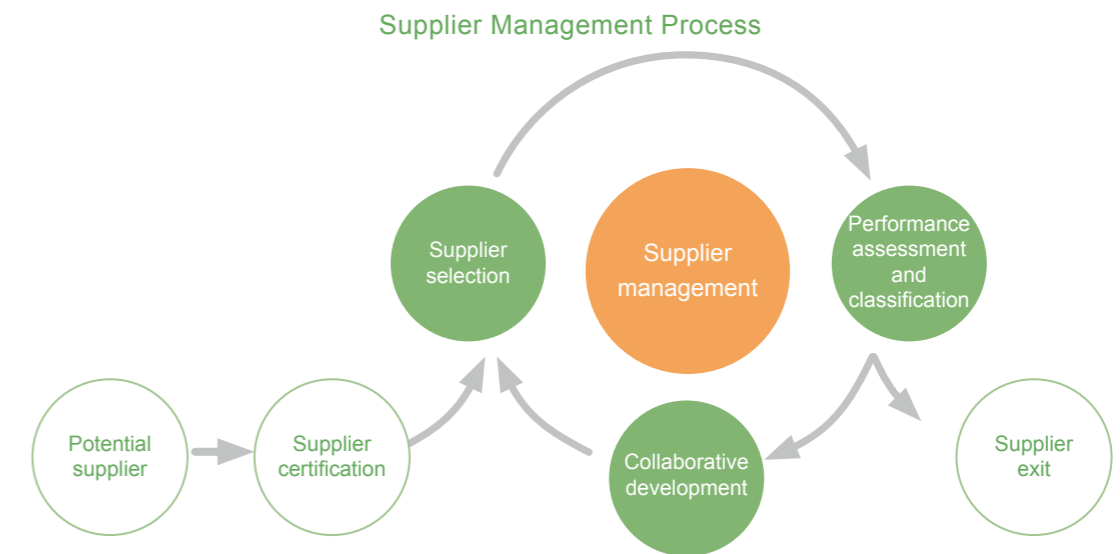 Supplier Management Process
Supplier
selection
Supplier
management
Performance
assessment
and
classification
Potential
supplier
Supplier
certification
Collaborative
development
Supplier
exit